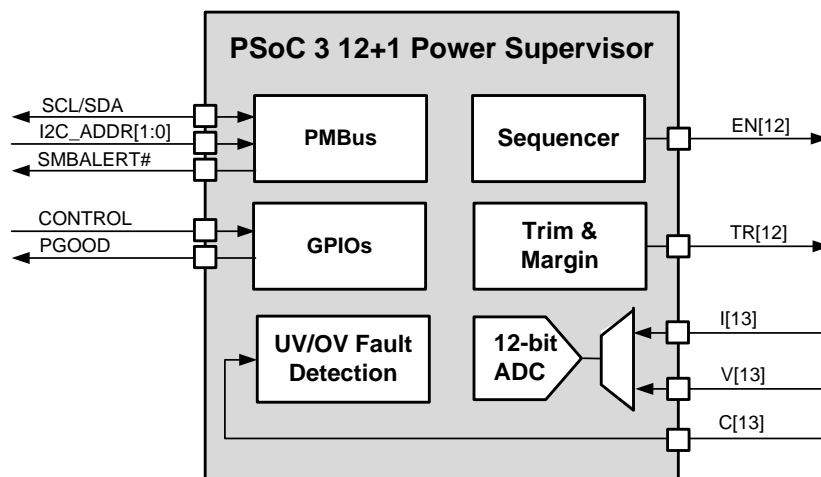 PSoC 3 12+1 Power Supervisor
SCL/SDA
I2C_ADDR[1:0]
SMBALERT#
PMBus
Sequencer
EN[12]
CONTROL
PGOOD
GPIOs
Trim &
Margin
TR[12]
UV/OV Fault
Detection
12-bit
ADC
I[13]
V[13]
C[13]